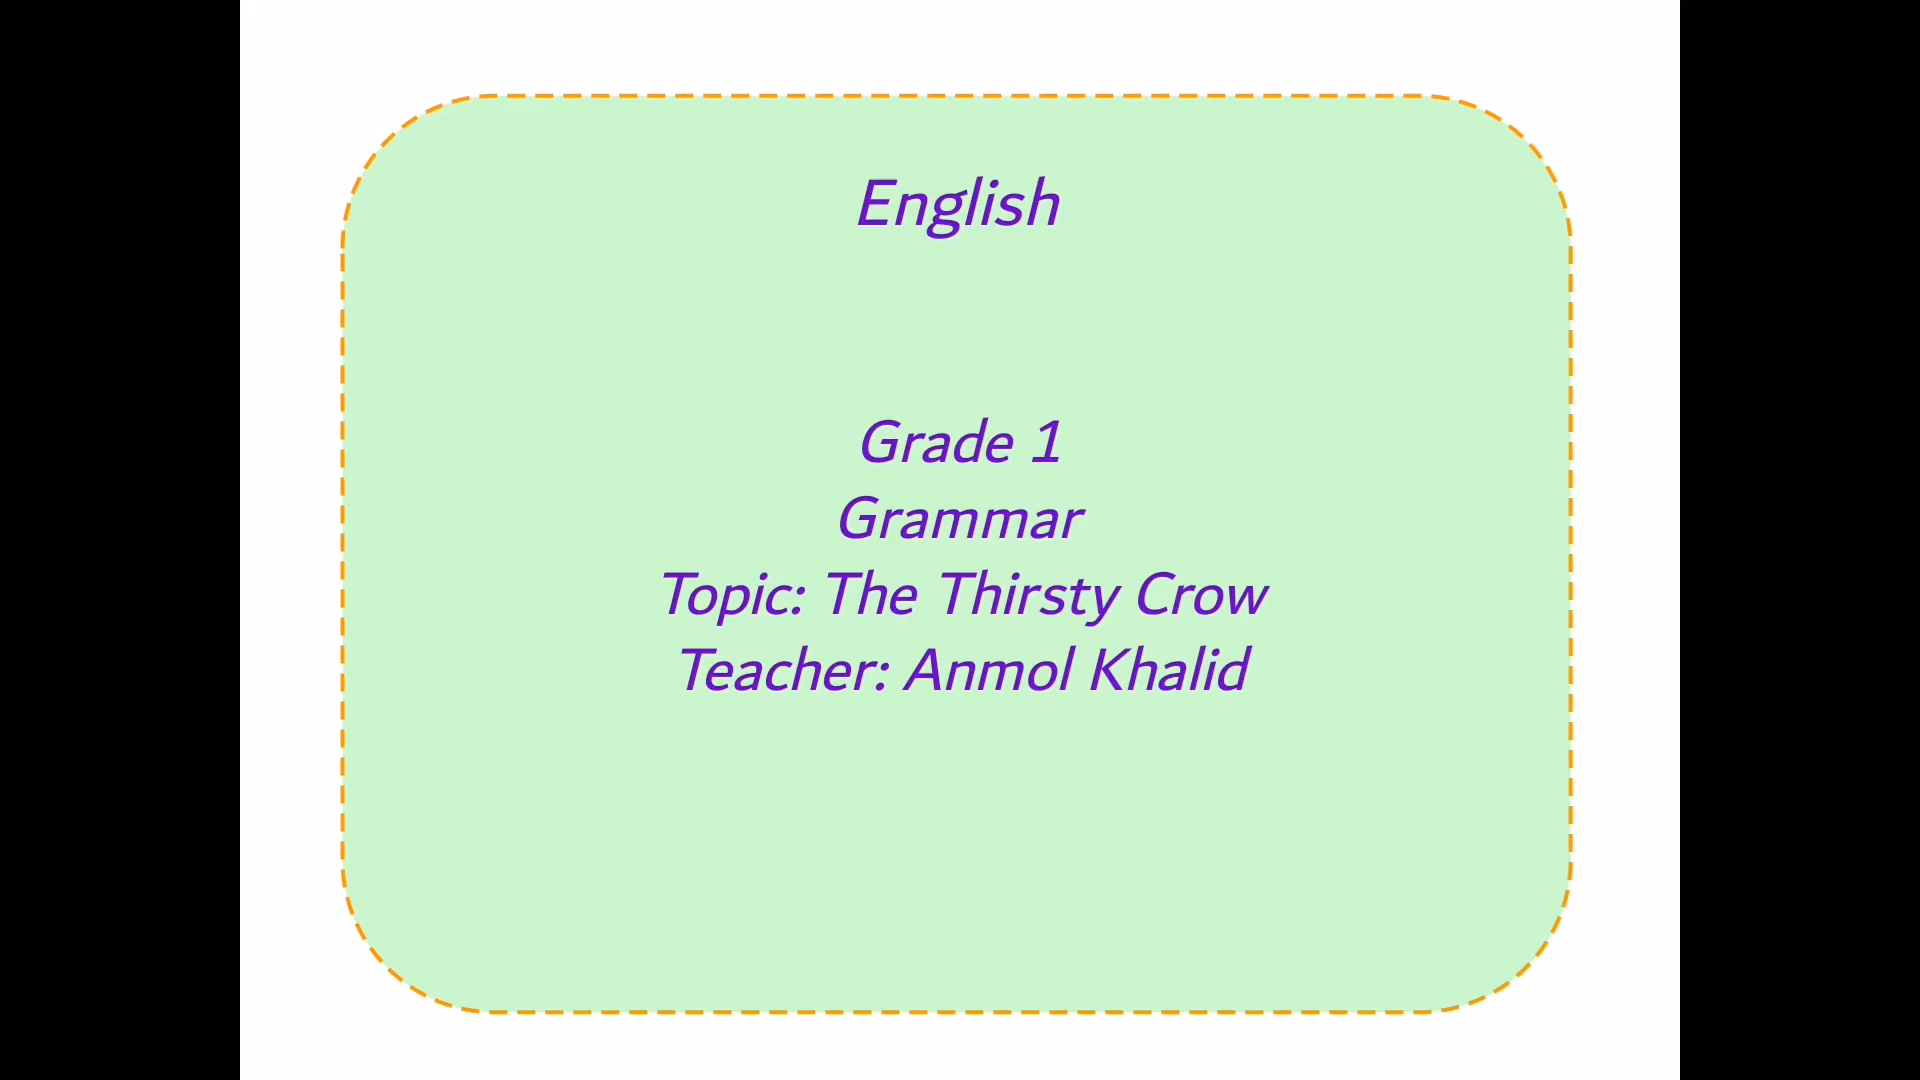 English
Grade 1
Grammar
Topic: The Thirsty Crow
Teacher: Anmol Khalid